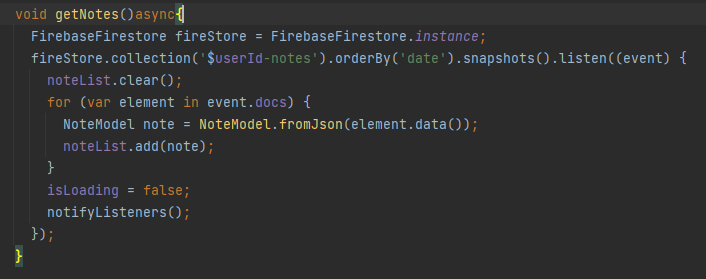 void getNotes()async{
FirebaseFirestore fireStore = FirebaseFirestore.instance;
fireStore.collection('$userId-notes').orderBy('date').snapshots().listen((event) {
noteList.clear();
for (var element in event.docs) {
NoteModel note = NoteModel.fromJson(element.data());
noteList.add(note);
}
isLoading = false;
notifyListeners();
});
}